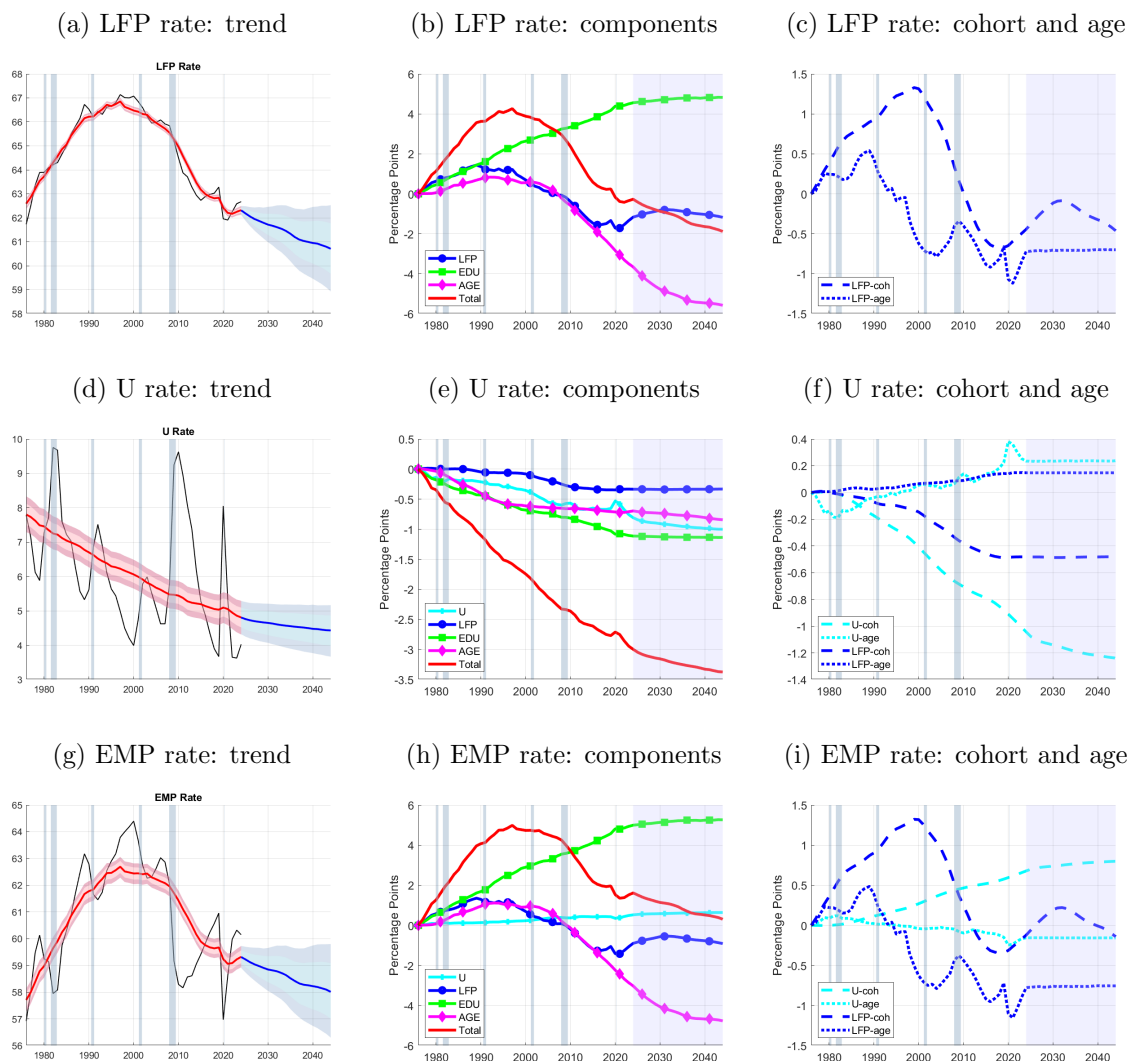 (a) LFP rate: trend
(b) LFP rate: components
(c) LFP rate: cohort and age
LFP Rate
68
67
66
65
64
63
62
61
60
59
58
1980 1990 2000 2010 2020 2030 2040
Percentage Points
6
4
2
0
-2
-4
-6
LFP
EDU
AGE
Total
1980 1990 2000 2010 2020 2030 2040
Percentage Points
1.5
1
0.5
0
-0.5
-1
-1.5
LFP-coh
LFP-age
1980 1990 2000 2010 2020 2030 2040
(d) U rate: trend
(e) U rate: components
(f) U rate: cohort and age
U Rate
10
9
8
7
6
5
4
3
1980 1990 2000 2010 2020 2030 2040
Percentage Points
0.5
0
-0.5
-1
-1.5
-2
-2.5
-3
-3.5
U
LFP
EDU
AGE
Total
1980 1990 2000 2010 2020 2030 2040
Percentage Points
0.4
0.2
0
-0.2
-0.4
-0.6
-0.8
-1
-1.2
-1.4
U-coh
U-age
LFP-coh
LFP-age
1980 1990 2000 2010 2020 2030 2040
(g) EMP rate: trend
(h) EMP rate: components
(i) EMP rate: cohort and age
EMP Rate
65
64
63
62
61
60
59
58
57
56
1980 1990 2000 2010 2020 2030 2040
Percentage Points
6
4
2
0
-2
-4
-6
U
LFP
EDU
AGE
Total
1980 1990 2000 2010 2020 2030 2040
Percentage Points
1.5
1
0.5
0
-0.5
-1
-1.5
U-coh
U-age
LFP-coh
LFP-age
1980 1990 2000 2010 2020 2030 2040